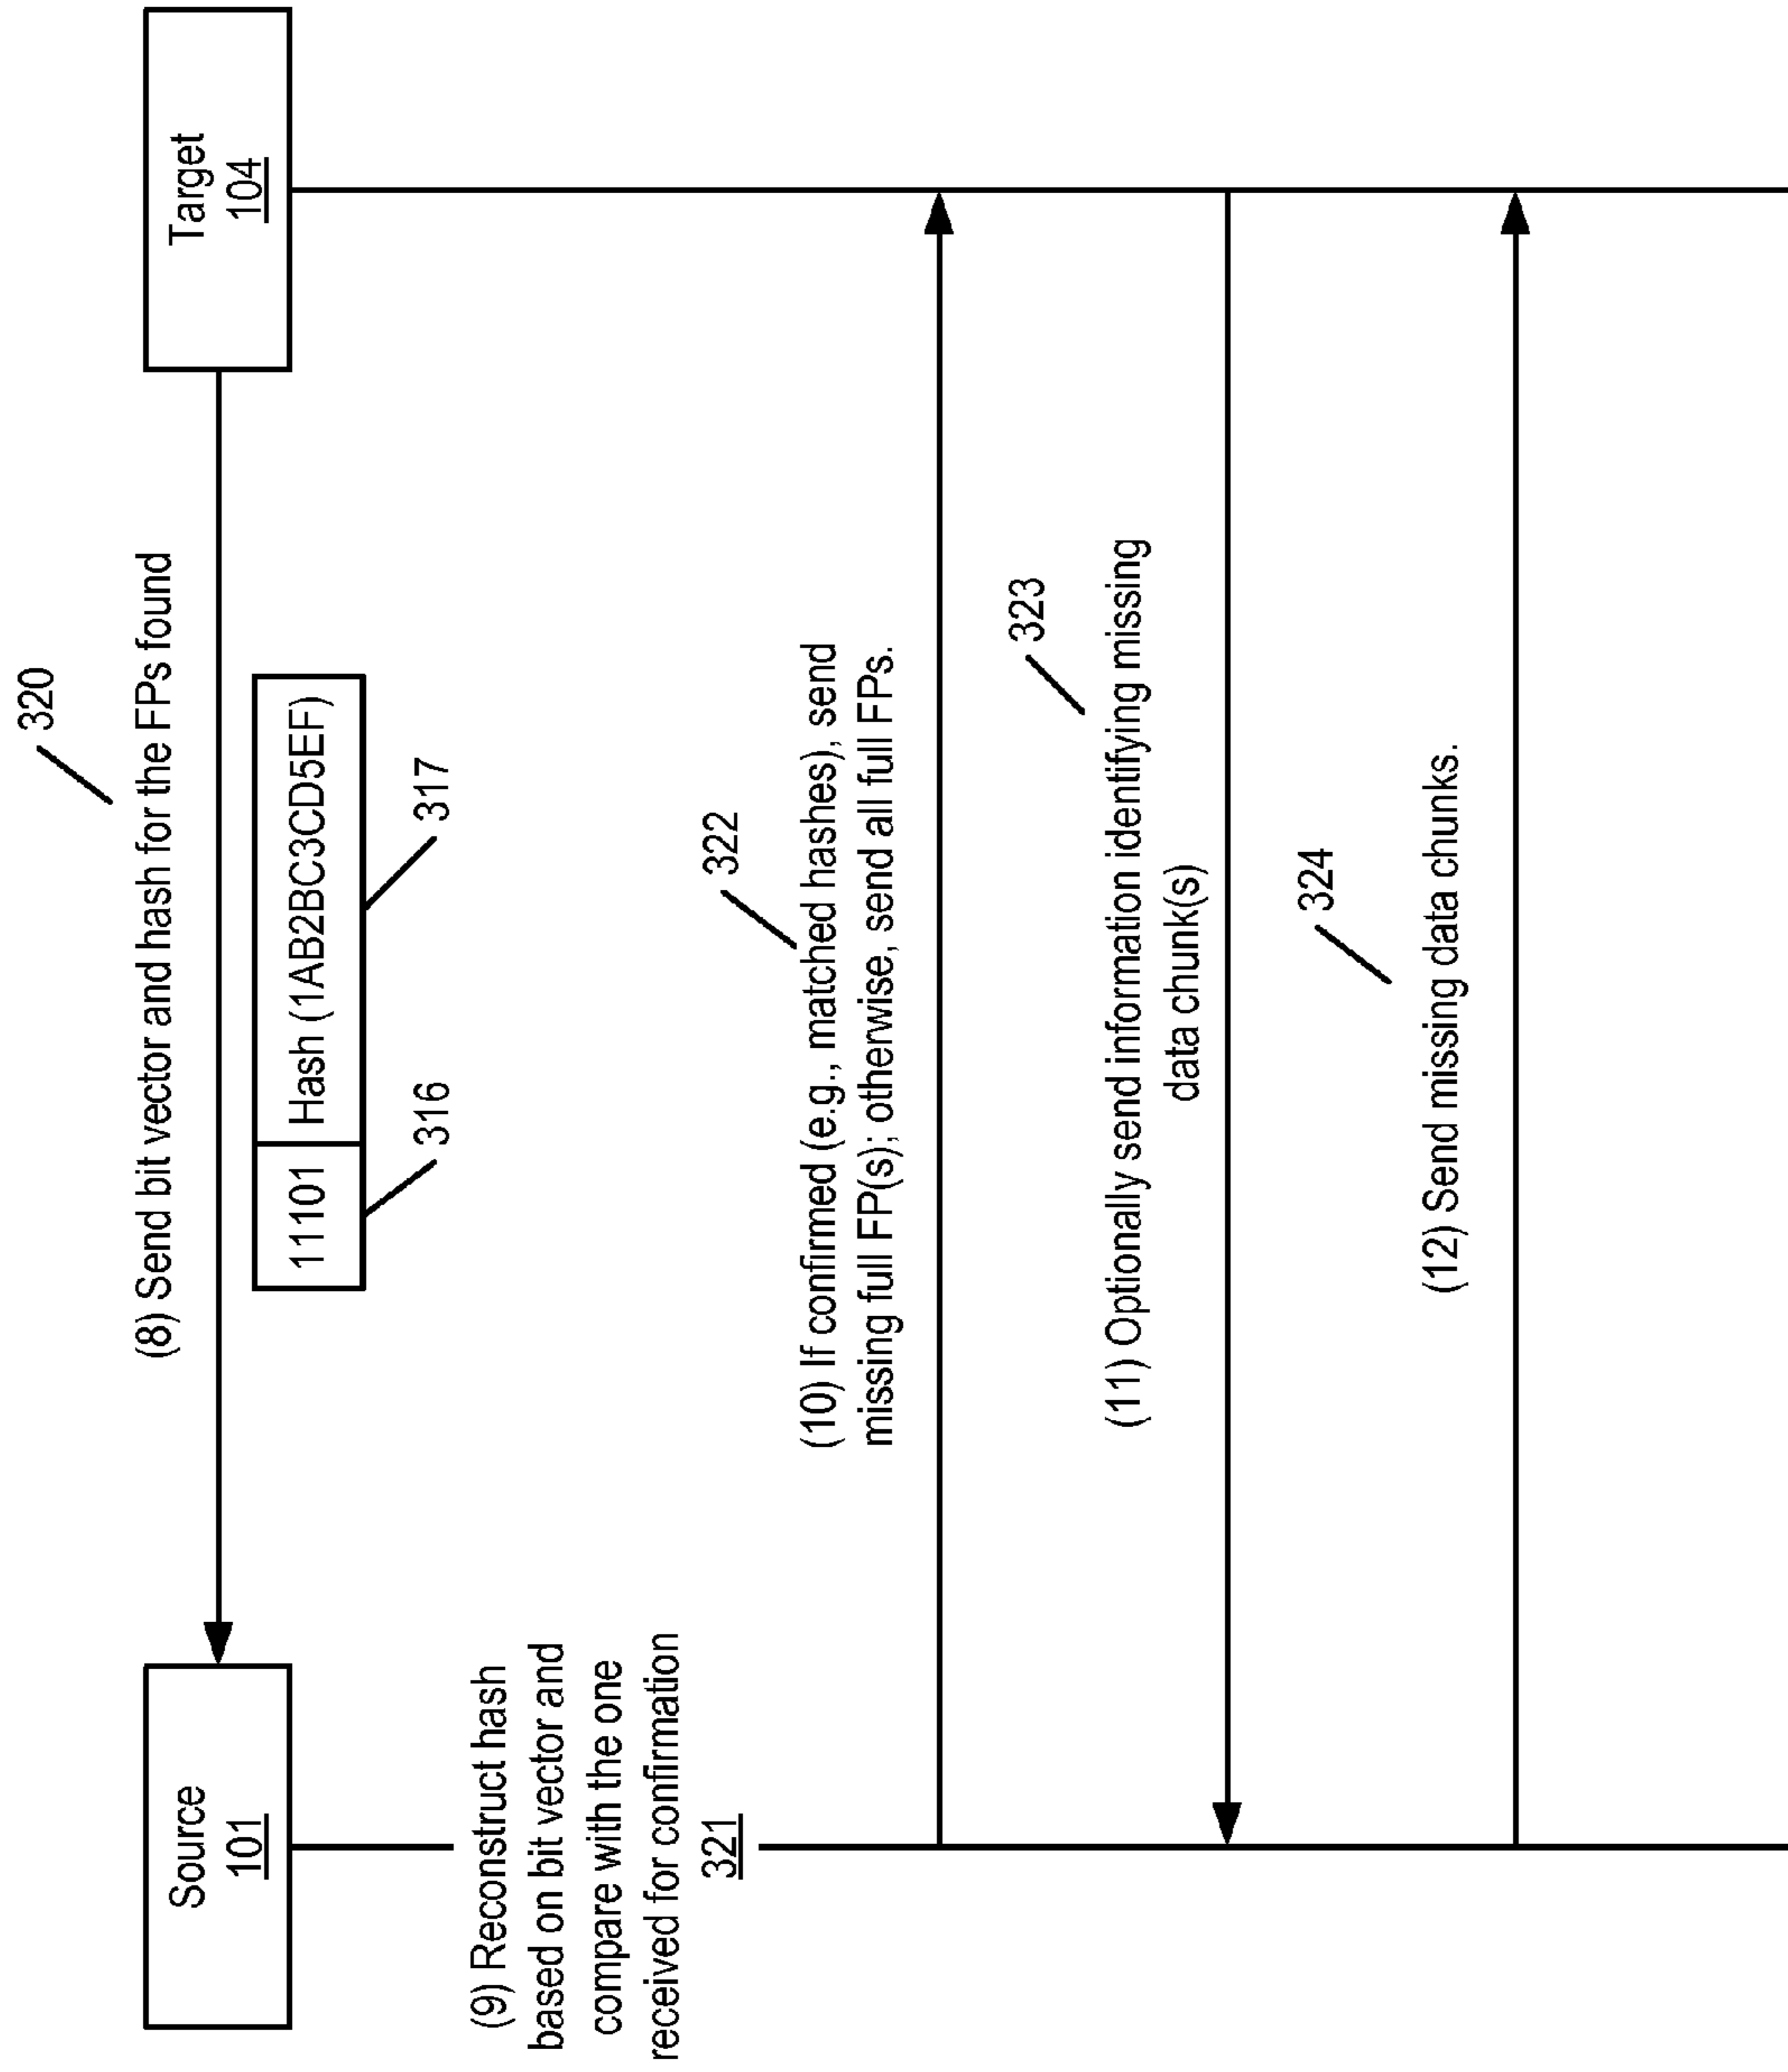 Source
101
Target
104
320
(8) Send bit vector and hash for the FPs found
11101
Hash (1AB2BC3CD5EF)
316
317
(9) Reconstruct hash
based on bit vector and
compare with the one
received for confirmation
321
322
(10) If confirmed (e.g., matched hashes), send
missing full FP(s); otherwise, send all full FPs.
323
(11) Optionally send information identifying missing
data chunk(s)
324
(12) Send missing data chunks.